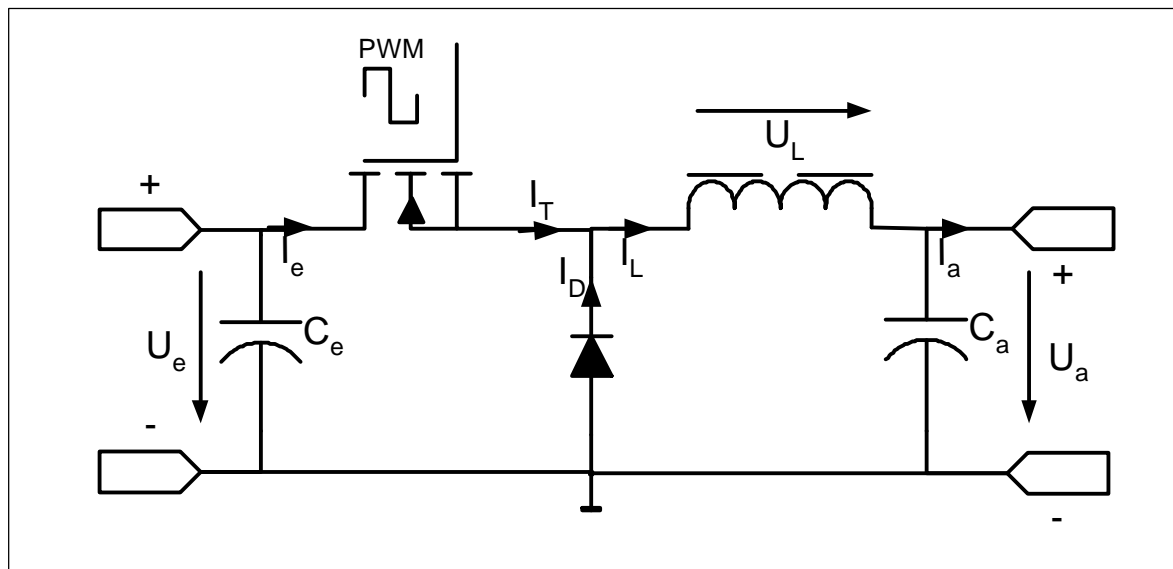 PWM
U_L
+
I_T
I_e
I_D
I_L
I_a
+
U_e
C_e
C_a
U_a
-
-